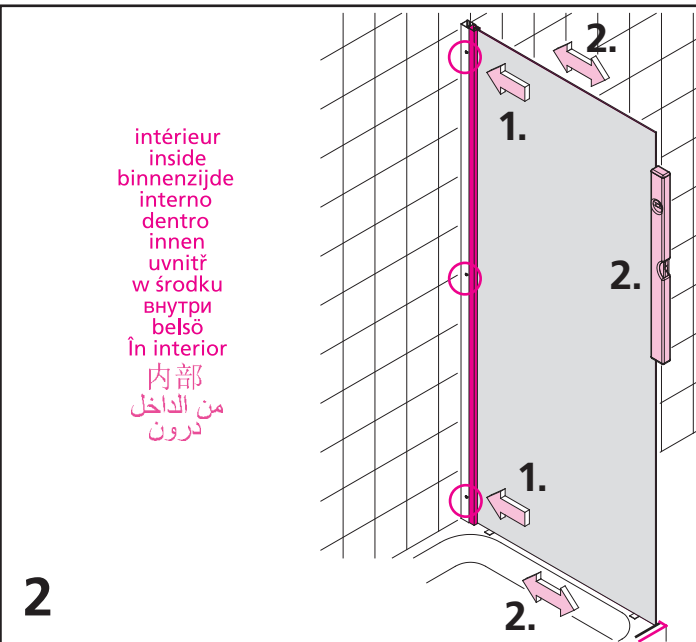 intérieur
inside
binnenzijde
interno
dentro
innen
uvnitř
w środku
внутри
belsö
În interior
内部
من الداخل
درون
2.
1.
2.
1.
2.
2